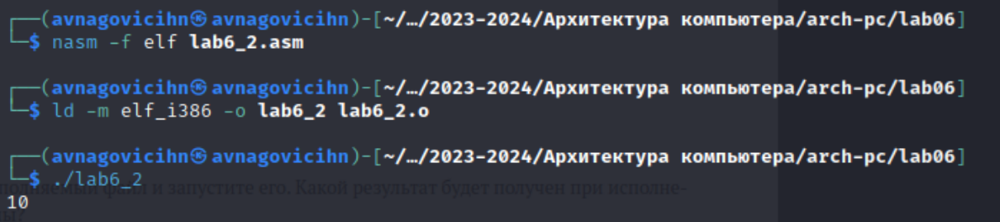 ┌──(avnagovicihn㉿avnagovicihn)-[~/…/2023-2024/Архитектура компьютера/arch-pc/lab06]
└─$ nasm -f elf lab6_2.asm
┌──(avnagovicihn㉿avnagovicihn)-[~/…/2023-2024/Архитектура компьютера/arch-pc/lab06]
└─$ ld -m elf_i386 -o lab6_2 lab6_2.o
┌──(avnagovicihn㉿avnagovicihn)-[~/…/2023-2024/Архитектура компьютера/arch-pc/lab06]
└─$ ./lab6_2
файл и запустите его. Какой результат будет получен при исполне-
10